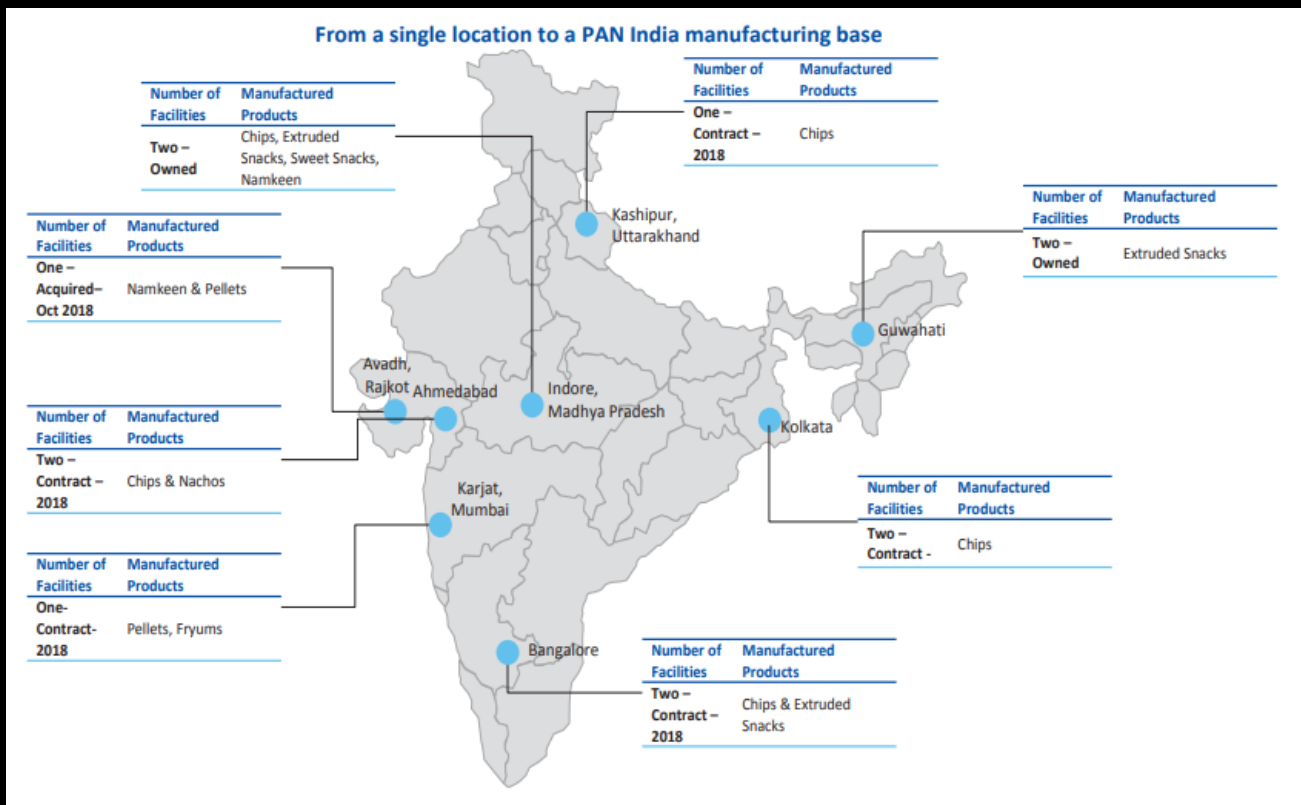 From a single location to a PAN India manufacturing base
Number of Facilities Manufactured Products
Two – Owned
Chips, Extruded
Snacks, Sweet Snacks,
Namkeen
Number of Facilities Manufactured Products
One –
Contract –
2018
Chips
Kashipur,
Uttarakhand
Number of Facilities Manufactured Products
Two –
Owned
Extruded Snacks
Guwahati
Number of Facilities Manufactured Products
One –
Acquired–
Oct 2018
Namkeen & Pellets
Avadh,
Rajkot
Ahmedabad
Indore,
Madhya Pradesh
Kolkata
Number of Facilities Manufactured Products
Two –
Contract –
2018
Chips & Nachos
Karjat,
Mumbai
Number of Facilities Manufactured Products
Two –
Contract -
Chips
Number of Facilities Manufactured Products
One-
Contract-
2018
Pellets, Fryums
Bangalore
Number of Facilities Manufactured Products
Two –
Contract –
2018
Chips & Extruded
Snacks